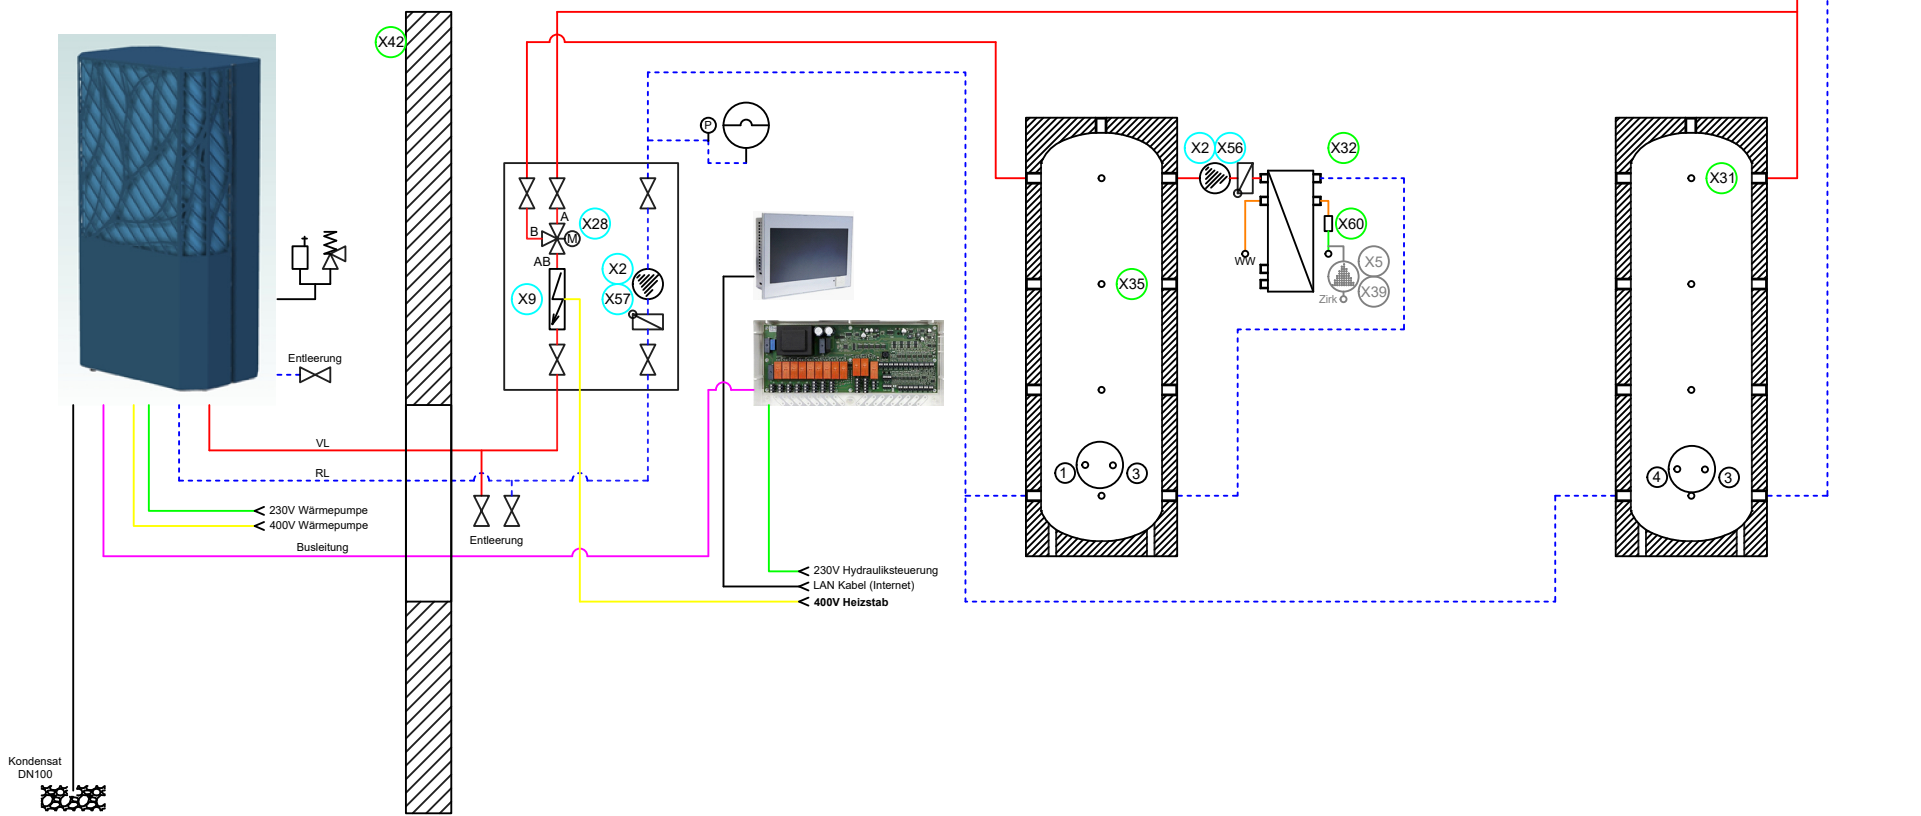 X42
P
X2
X56
X32
X31
A
X28
B
M
X60
AB
X2
WW
X5
X35
X9
X57
X39
Zirk
Entleerung
VL
1
3
4
3
RL
230V Wärmepumpe
400V Wärmepumpe
Entleerung
Busleitung
230V Hydrauliksteuerung
LAN Kabel (Internet)
400V Heizstab
Kondensat
DN100